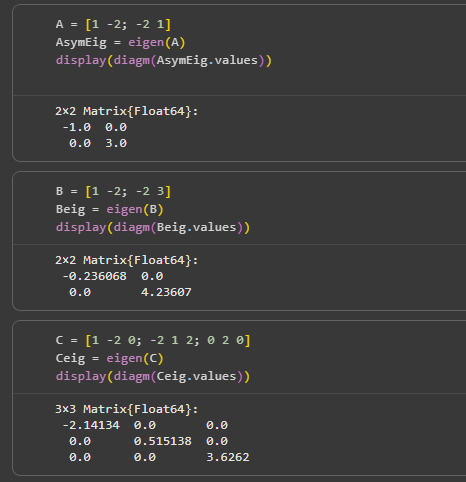 A = [1 -2; -2 1]
AsymEig = eigen(A)
display(diagm(AsymEig.values))
2×2 Matrix{Float64}:
 -1.0  0.0
  0.0  3.0
B = [1 -2; -2 3]
Beig = eigen(B)
display(diagm(Beig.values))
2×2 Matrix{Float64}:
 -0.236068  0.0
  0.0       4.23607
C = [1 -2 0; -2 1 2; 0 2 0]
Ceig = eigen(C)
display(diagm(Ceig.values))
3×3 Matrix{Float64}:
 -2.14134  0.0       0.0
  0.0      0.515138  0.0
  0.0      0.0       3.6262